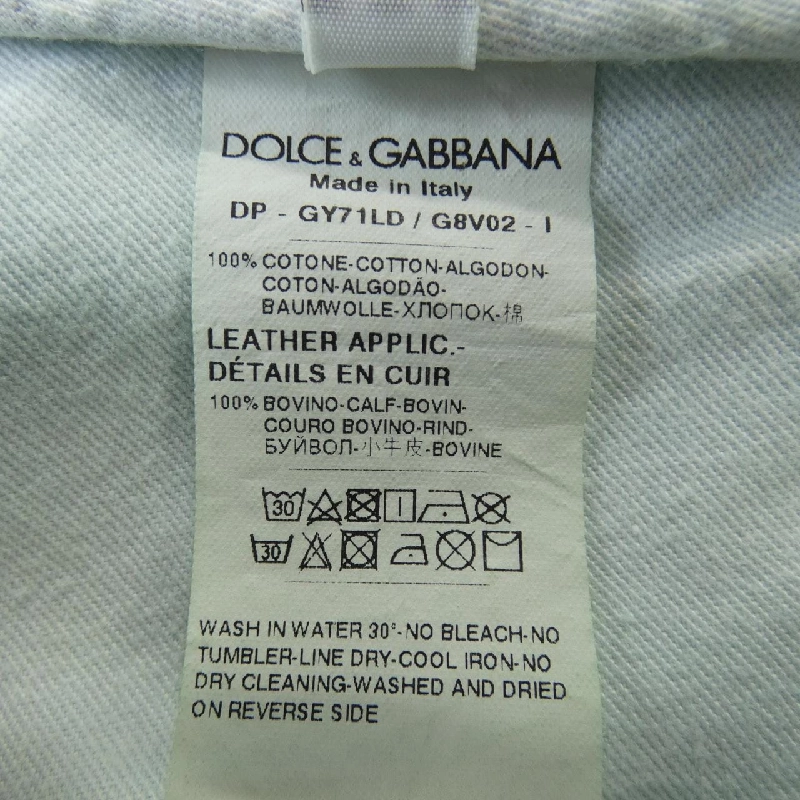 DOLCE & GABBANA
Made in Italy
DP - GY71LD / G8V02 - I
100% COTONE-COTTON-ALGODON-
COTON-ALGODÃO-
BAUMWOLLE-ХЛОПОК-棉
LEATHER APPLIC.-
DÉTAILS EN CUIR
100% BOVINO-CALF-BOVIN-
COURO BOVINO-RIND-
БУЙВОЛ-小牛皮-BOVINE
30
30
WASH IN WATER 30°-NO BLEACH-NO
TUMBLER-LINE DRY-COOL IRON-NO
DRY CLEANING-WASHED AND DRIED
ON REVERSE SIDE